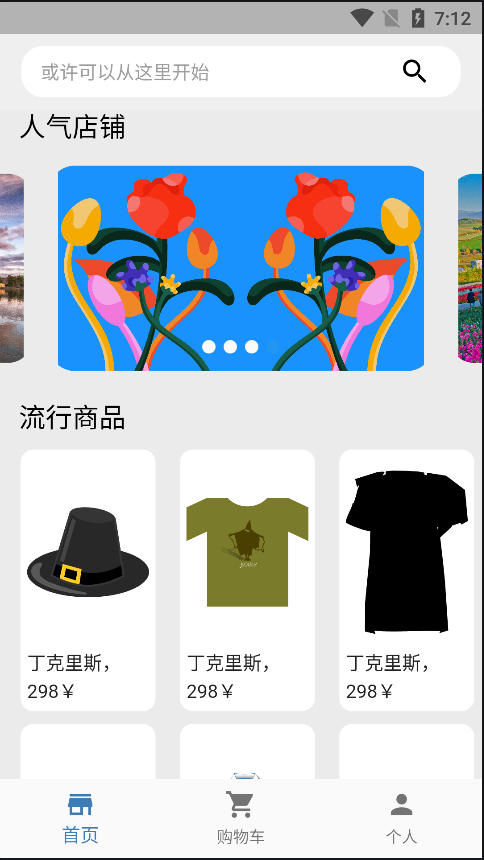 7:12
或许可以从这里开始
人气店铺
流行商品
丁克里斯，
298￥
丁克里斯，
298￥
丁克里斯，
298￥
首页
购物车
个人